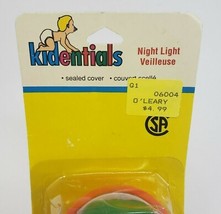 kidentials
Night Light
Veilleuse
• sealed cover • couvert scellé
01
06004
O'LEARY
$4.99
CSA